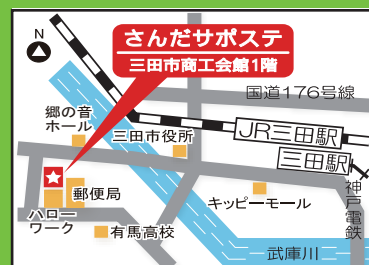 N
さんだサポステ
三田市商工会館1階
国道176号線
郷の音
ホール
三田市役所
JR三田駅
三田駅
神戸電鉄
郵便局
ハロー
ワーク
キッピーモール
有馬高校
武庫川